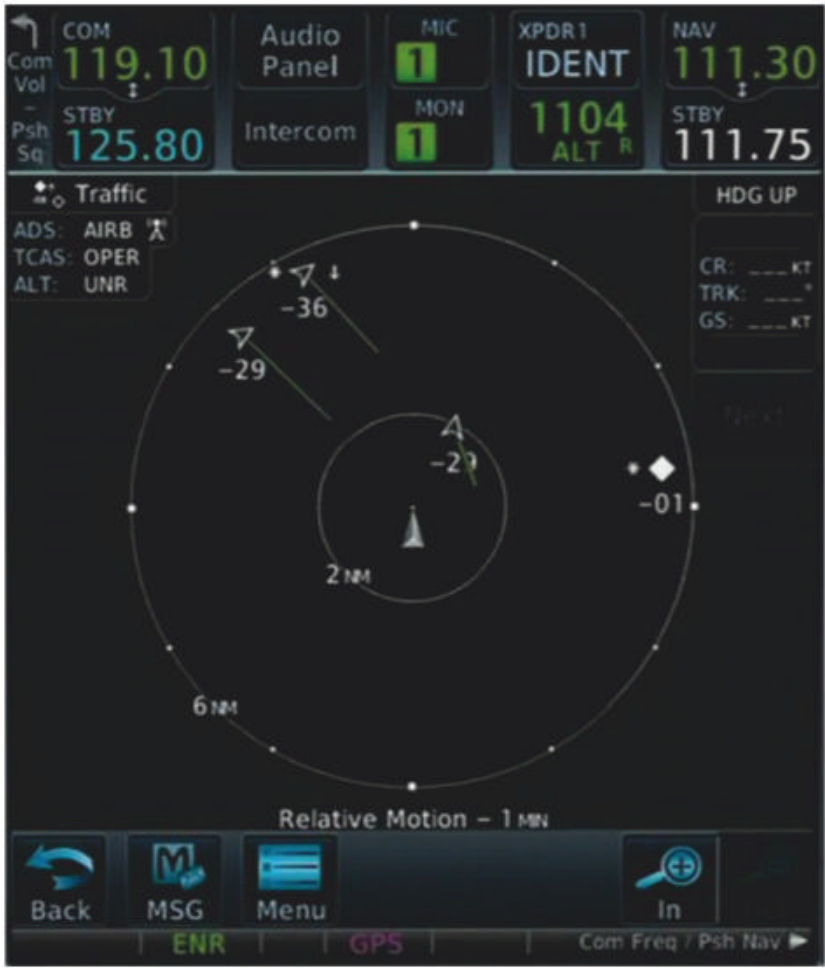 COM
119.10
Com
Vol
-
Psh
Sq
STBY
125.80
Audio
Panel
Intercom
MIC
1
MON
1
XPDR1
IDENT
1104
ALT R
NAV
111.30
STBY
111.75
Traffic
HDG UP
ADS: AIRB
TCAS: OPER
ALT: UNR
CR: ___KT
TRK: ___°
GS: ___KT
Next
-36
-29
-29
-01
2 NM
6 NM
Relative Motion – 1 MIN
Back
MSG
Menu
In
ENR
GPS
Com Freq / Psh Nav